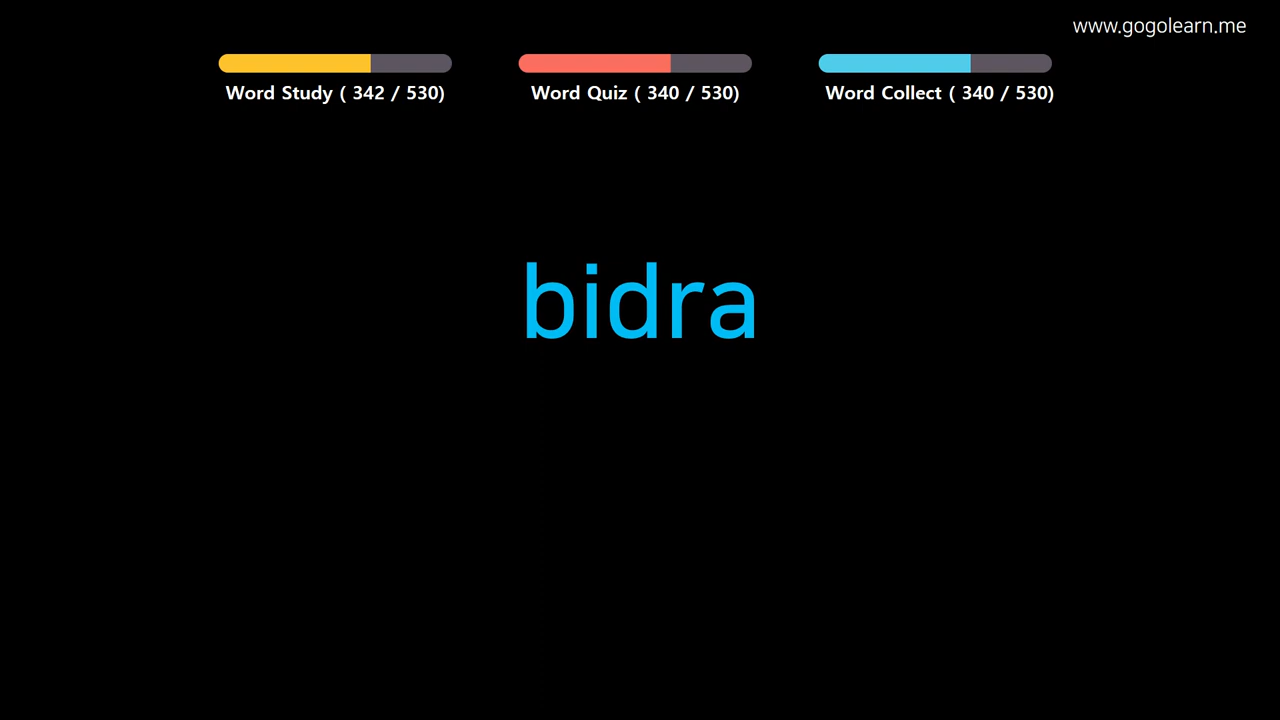 www.gogolearn.me
Word Study ( 342 / 530)
Word Quiz ( 340 / 530)
Word Collect ( 340 / 530)
bidra